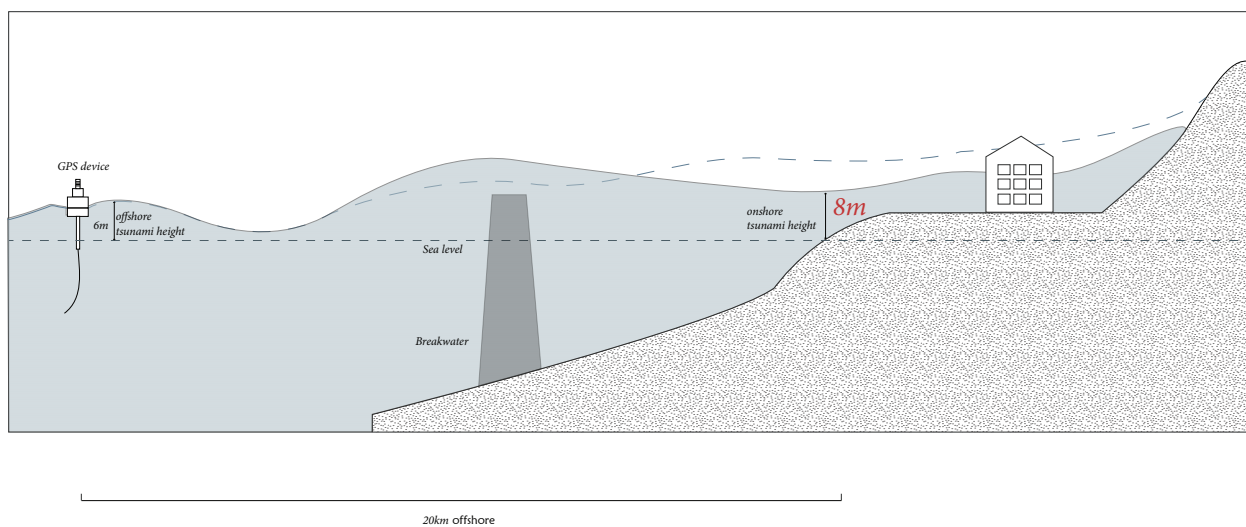 GPS device
6m
offshore
tsunami height
onshore
tsunami height
8m
Sea level
Breakwater
20km offshore